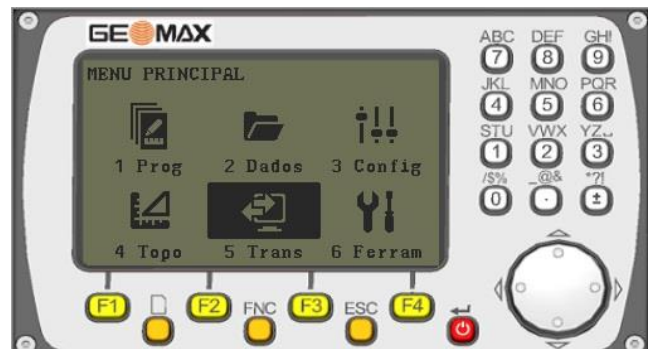 GEOMAX
MENU PRINCIPAL
1 Prog 2 Dados 3 Config
4 Topo 5 Trans 6 Ferram
F1 F2 F3 F4
FNC ESC
ABC DEF GHI
7 8 9
JKL MNO PQR
4 5 6
STU VWX YZ␣
1 2 3
/$% _@& *?!
0 . ±